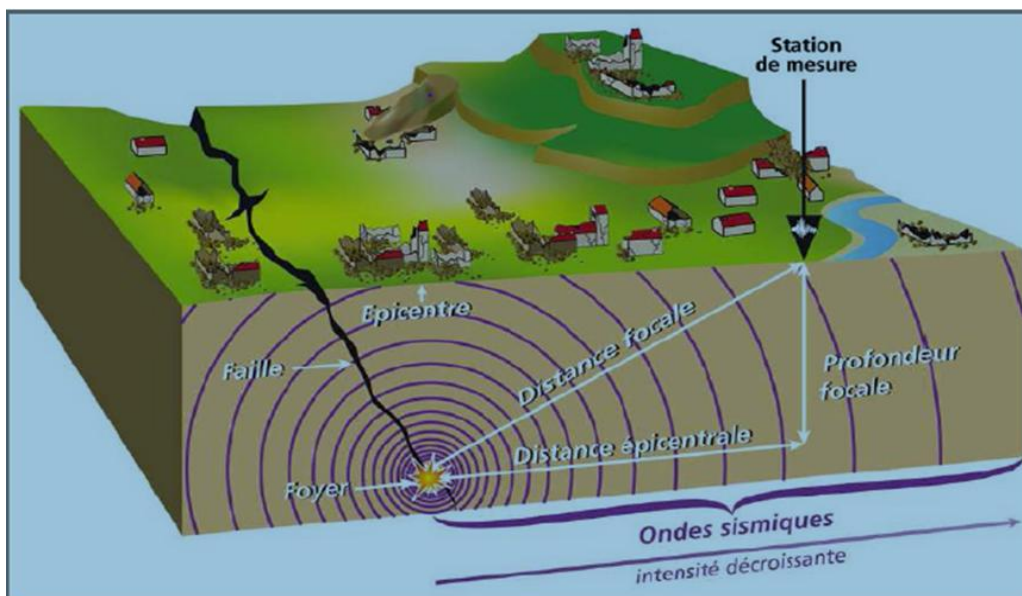 Station
de mesure
Epicentre
Faille
Distance focale
Profondeur
focale
Distance épicentrale
Foyer
Ondes sismiques
intensité décroissante